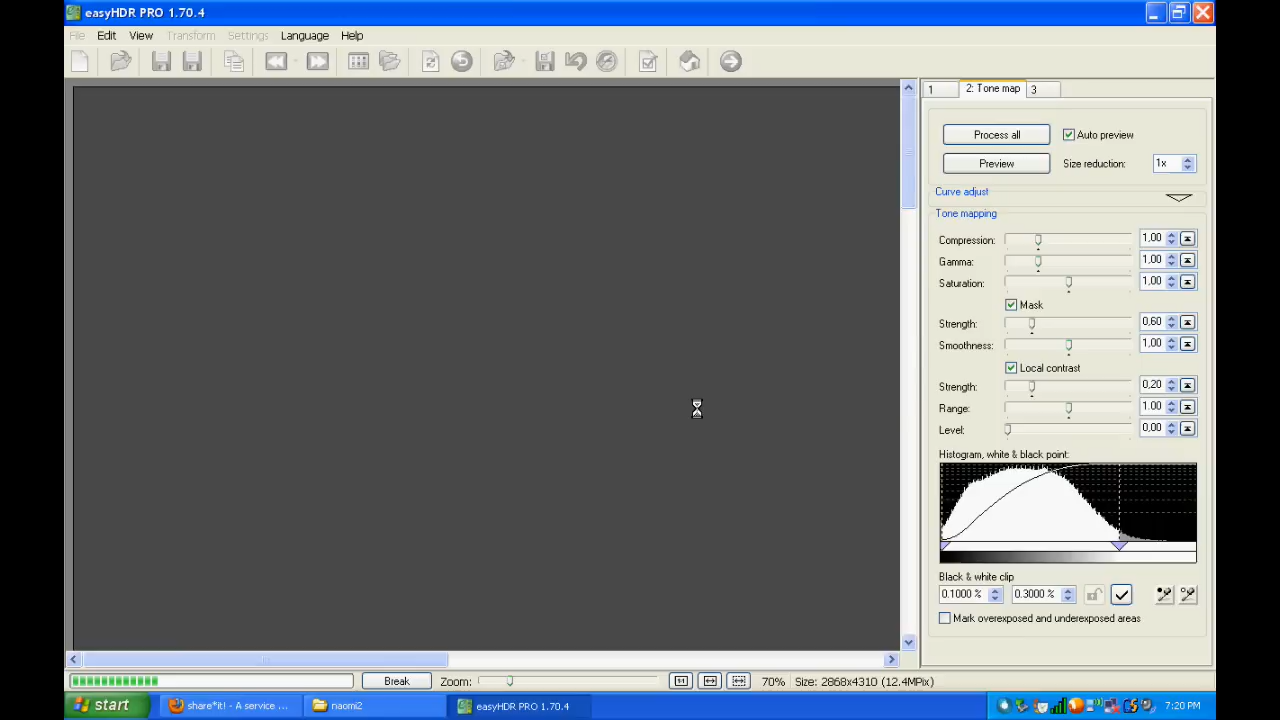 easyHDR PRO 1.70.4
File Edit View Transform Settings Language Help
1 2: Tone map 3
Process all Auto preview
Preview Size reduction: 1x
Curve adjust
Tone mapping
Compression: 1,00
Gamma: 1,00
Saturation: 1,00
Mask
Strength: 0,60
Smoothness: 1,00
Local contrast
Strength: 0,20
Range: 1.00
Level: 0,00
Histogram, white & black point:
Black & white clip
0.1000 % 0.3000 %
Mark overexposed and underexposed areas
Break Zoom: 1:1 70% Size: 2868x4310 (12.4MPix)
start share*it! - A service ... naomi2 easyHDR PRO 1.70.4 7:20 PM